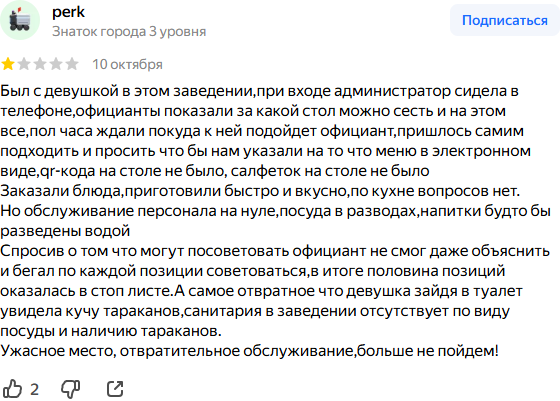 perk
Знаток города 3 уровня
Подписаться
10 октября
Был с девушкой в этом заведении,при входе администратор сидела в
телефоне,официанты показали за какой стол можно сесть и на этом
все,пол часа ждали покуда к ней подойдет официант,пришлось самим
подходить и просить что бы нам указали на то что меню в электронном
виде,qr-кода на столе не было, салфеток на столе не было
Заказали блюда,приготовили быстро и вкусно,по кухне вопросов нет.
Но обслуживание персонала на нуле,посуда в разводах,напитки будто бы
разведены водой
Спросив о том что могут посоветовать официант не смог даже объяснить
и бегал по каждой позиции советоваться,в итоге половина позиций
оказалась в стоп листе.А самое отвратное что девушка зайдя в туалет
увидела кучу тараканов,санитария в заведении отсутствует по виду
посуды и наличию тараканов.
Ужасное место, отвратительное обслуживание,больше не пойдем!
2